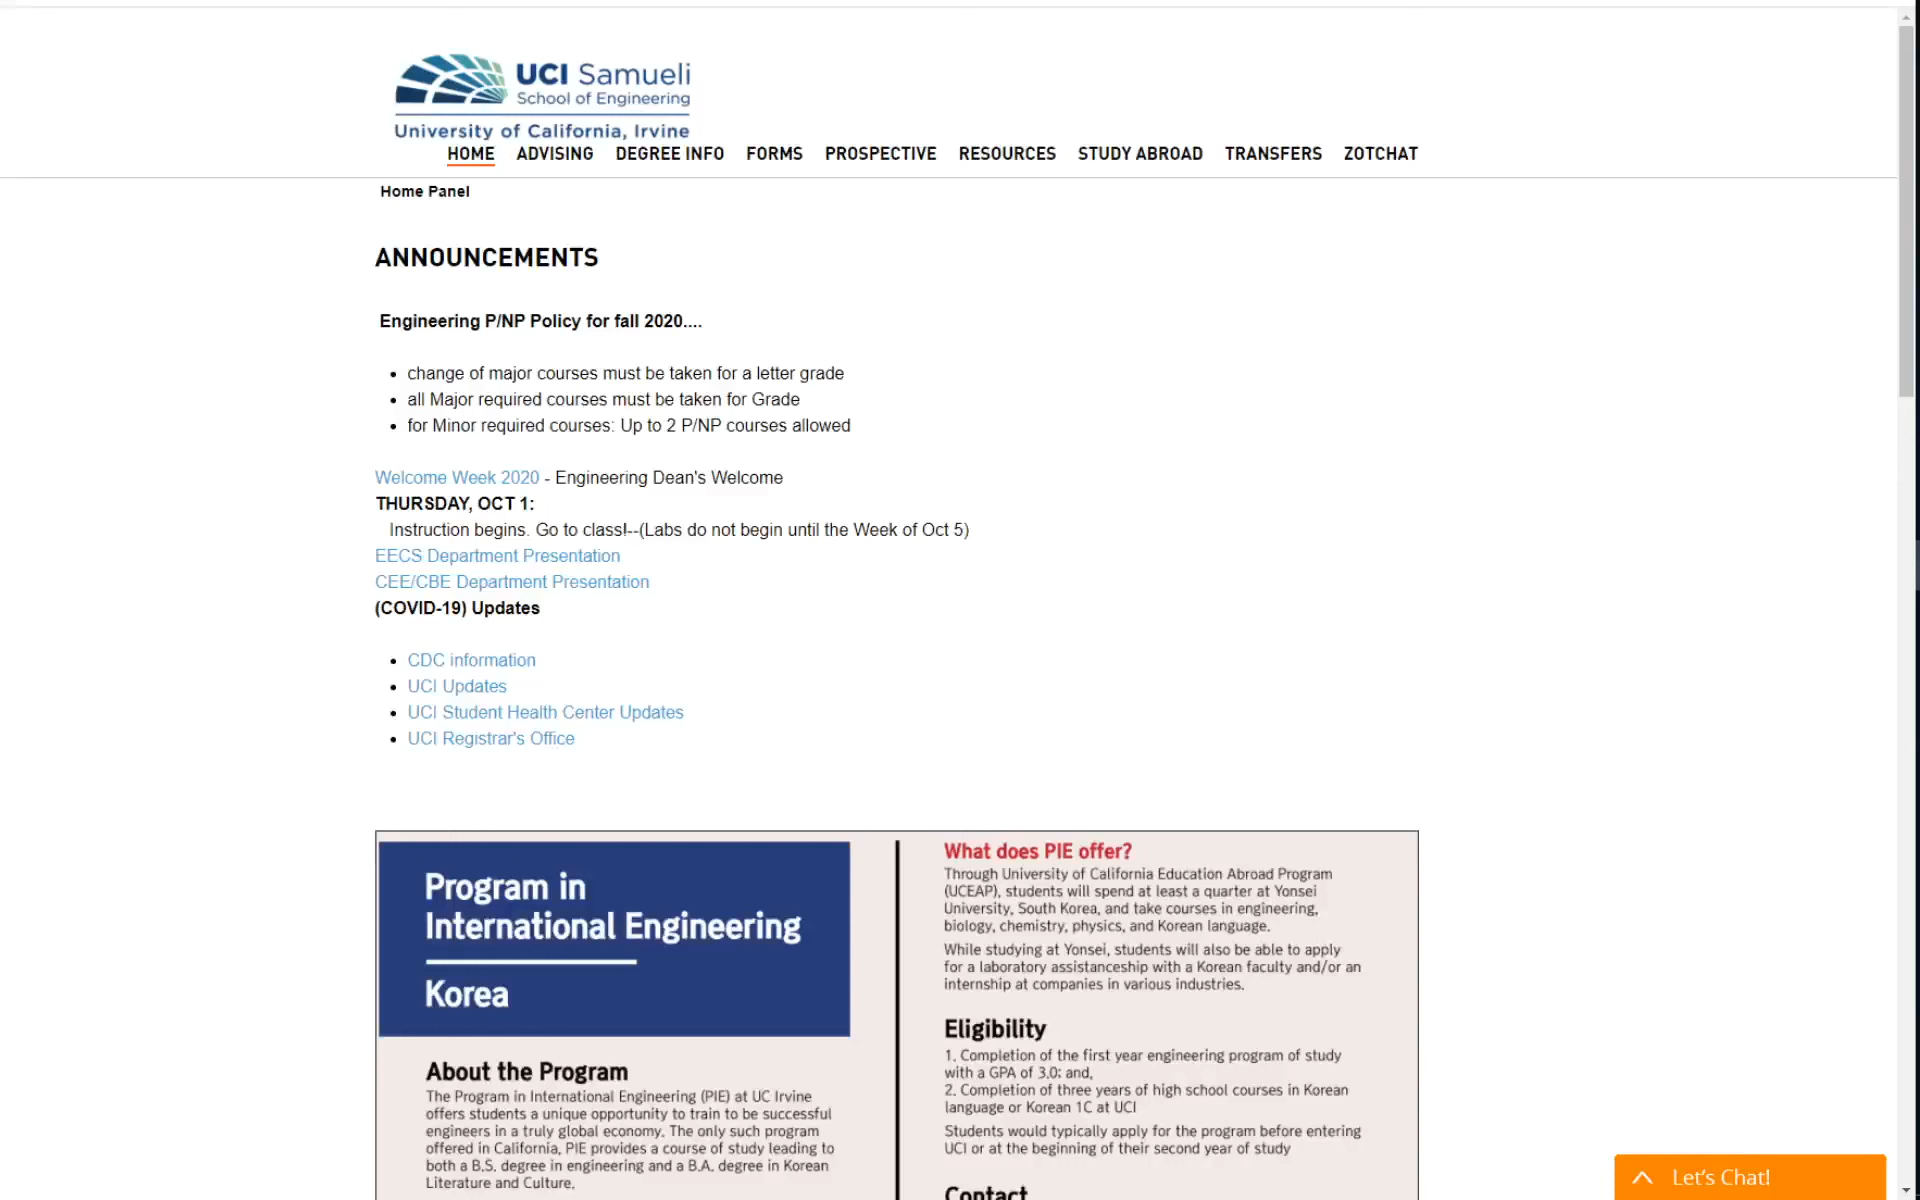 UCI Samueli
School of Engineering
University of California, Irvine
HOME ADVISING DEGREE INFO FORMS PROSPECTIVE RESOURCES STUDY ABROAD TRANSFERS ZOTCHAT
Home Panel
ANNOUNCEMENTS
Engineering P/NP Policy for fall 2020....
• change of major courses must be taken for a letter grade
• all Major required courses must be taken for Grade
• for Minor required courses: Up to 2 P/NP courses allowed
Welcome Week 2020 - Engineering Dean's Welcome
THURSDAY, OCT 1:
Instruction begins. Go to class!--(Labs do not begin until the Week of Oct 5)
EECS Department Presentation
CEE/CBE Department Presentation
(COVID-19) Updates
• CDC information
• UCI Updates
• UCI Student Health Center Updates
• UCI Registrar's Office
Program in
International Engineering
Korea
About the Program
The Program in International Engineering (PIE) at UC Irvine
offers students a unique opportunity to train to be successful
engineers in a truly global economy. The only such program
offered in California, PIE provides a course of study leading to
both a B.S. degree in engineering and a B.A. degree in Korean
Literature and Culture.
What does PIE offer?
Through University of California Education Abroad Program
(UCEAP), students will spend at least a quarter at Yonsei
University, South Korea, and take courses in engineering,
biology, chemistry, physics, and Korean language.
While studying at Yonsei, students will also be able to apply
for a laboratory assistanceship with a Korean faculty and/or an
internship at companies in various industries.
Eligibility
1. Completion of the first year engineering program of study
with a GPA of 3.0; and,
2. Completion of three years of high school courses in Korean
language or Korean 1C at UCI
Students would typically apply for the program before entering
UCI or at the beginning of their second year of study
Contact
Let's Chat!